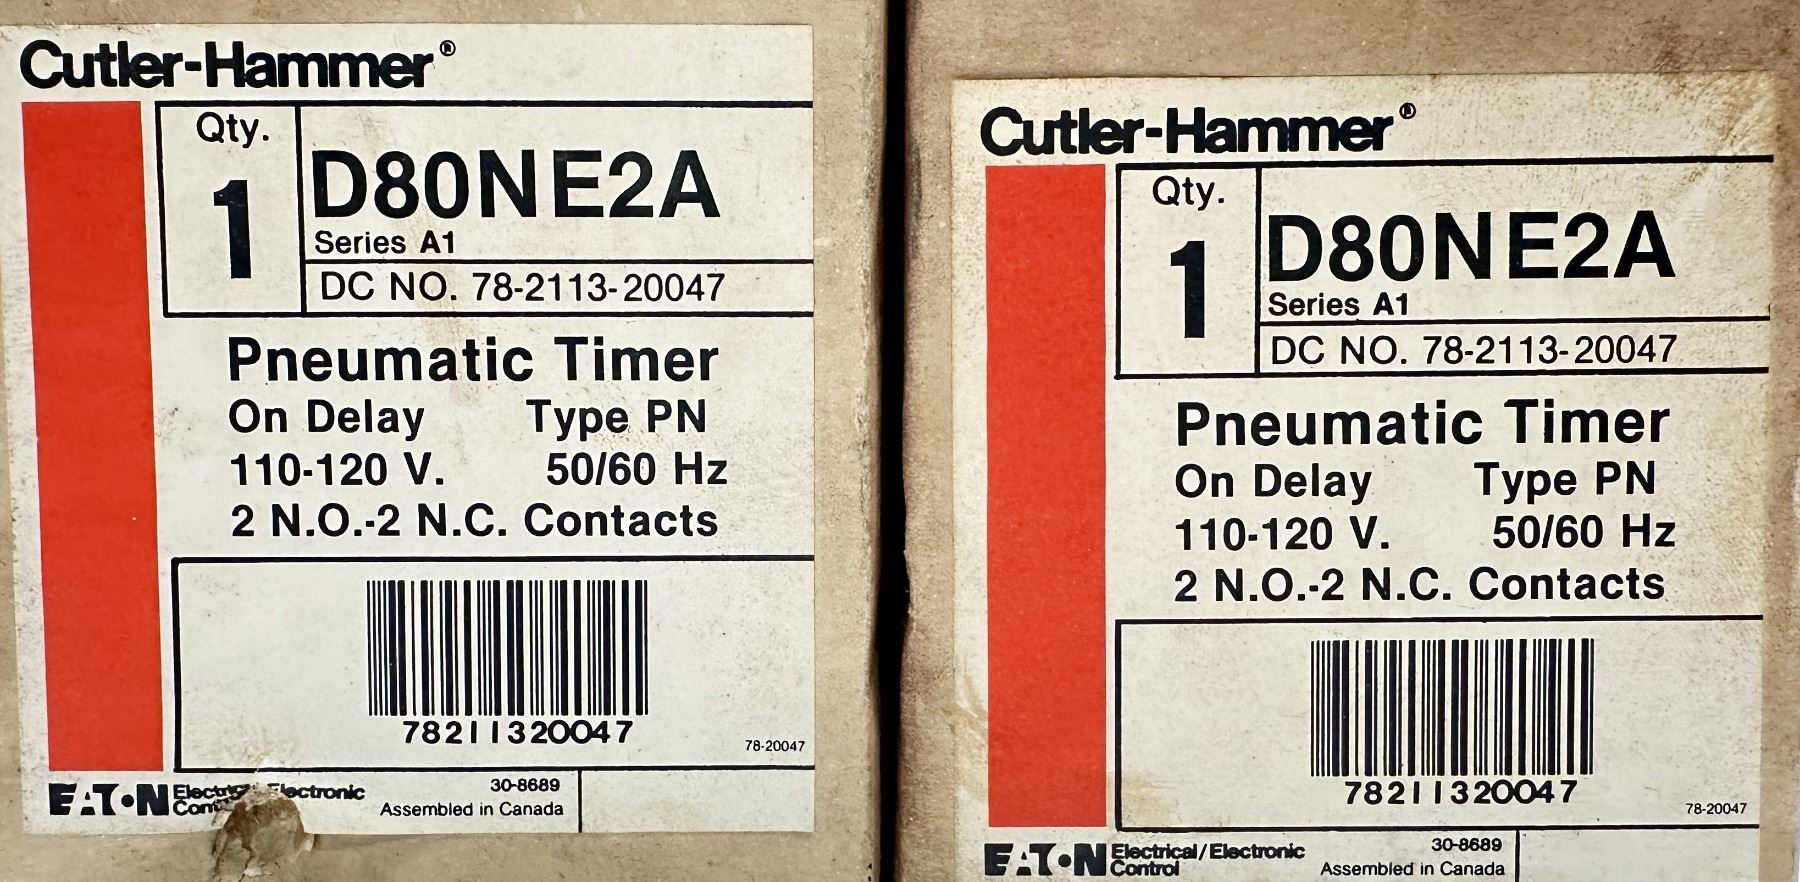 Cutler-Hammer®
Qty.
1
D80NE2A
Series A1
DC NO. 78-2113-20047
Pneumatic Timer
On Delay Type PN
110-120 V. 50/60 Hz
2 N.O.-2 N.C. Contacts
78211320047
78-20047
EATON Electronic
30-8689
Assembled in Canada
Cutler-Hammer®
Qty.
1
D80NE2A
Series A1
DC NO. 78-2113-20047
Pneumatic Timer
On Delay Type PN
110-120 V. 50/60 Hz
2 N.O.-2 N.C. Contacts
78211320047
78-20047
EATON Electrical/Electronic
Control
30-8689
Assembled in Canada